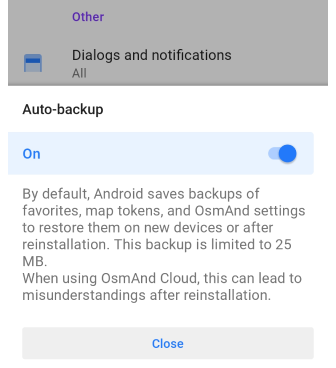 Other
Dialogs and notifications
All
Auto-backup
On
By default, Android saves backups of
favorites, map tokens, and OsmAnd settings
to restore them on new devices or after
reinstallation. This backup is limited to 25
MB.
When using OsmAnd Cloud, this can lead to
misunderstandings after reinstallation.
Close